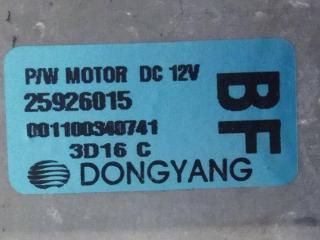 P/W MOTOR DC 12V
25926015
001100340741
3D16 C
DONGYANG
BF